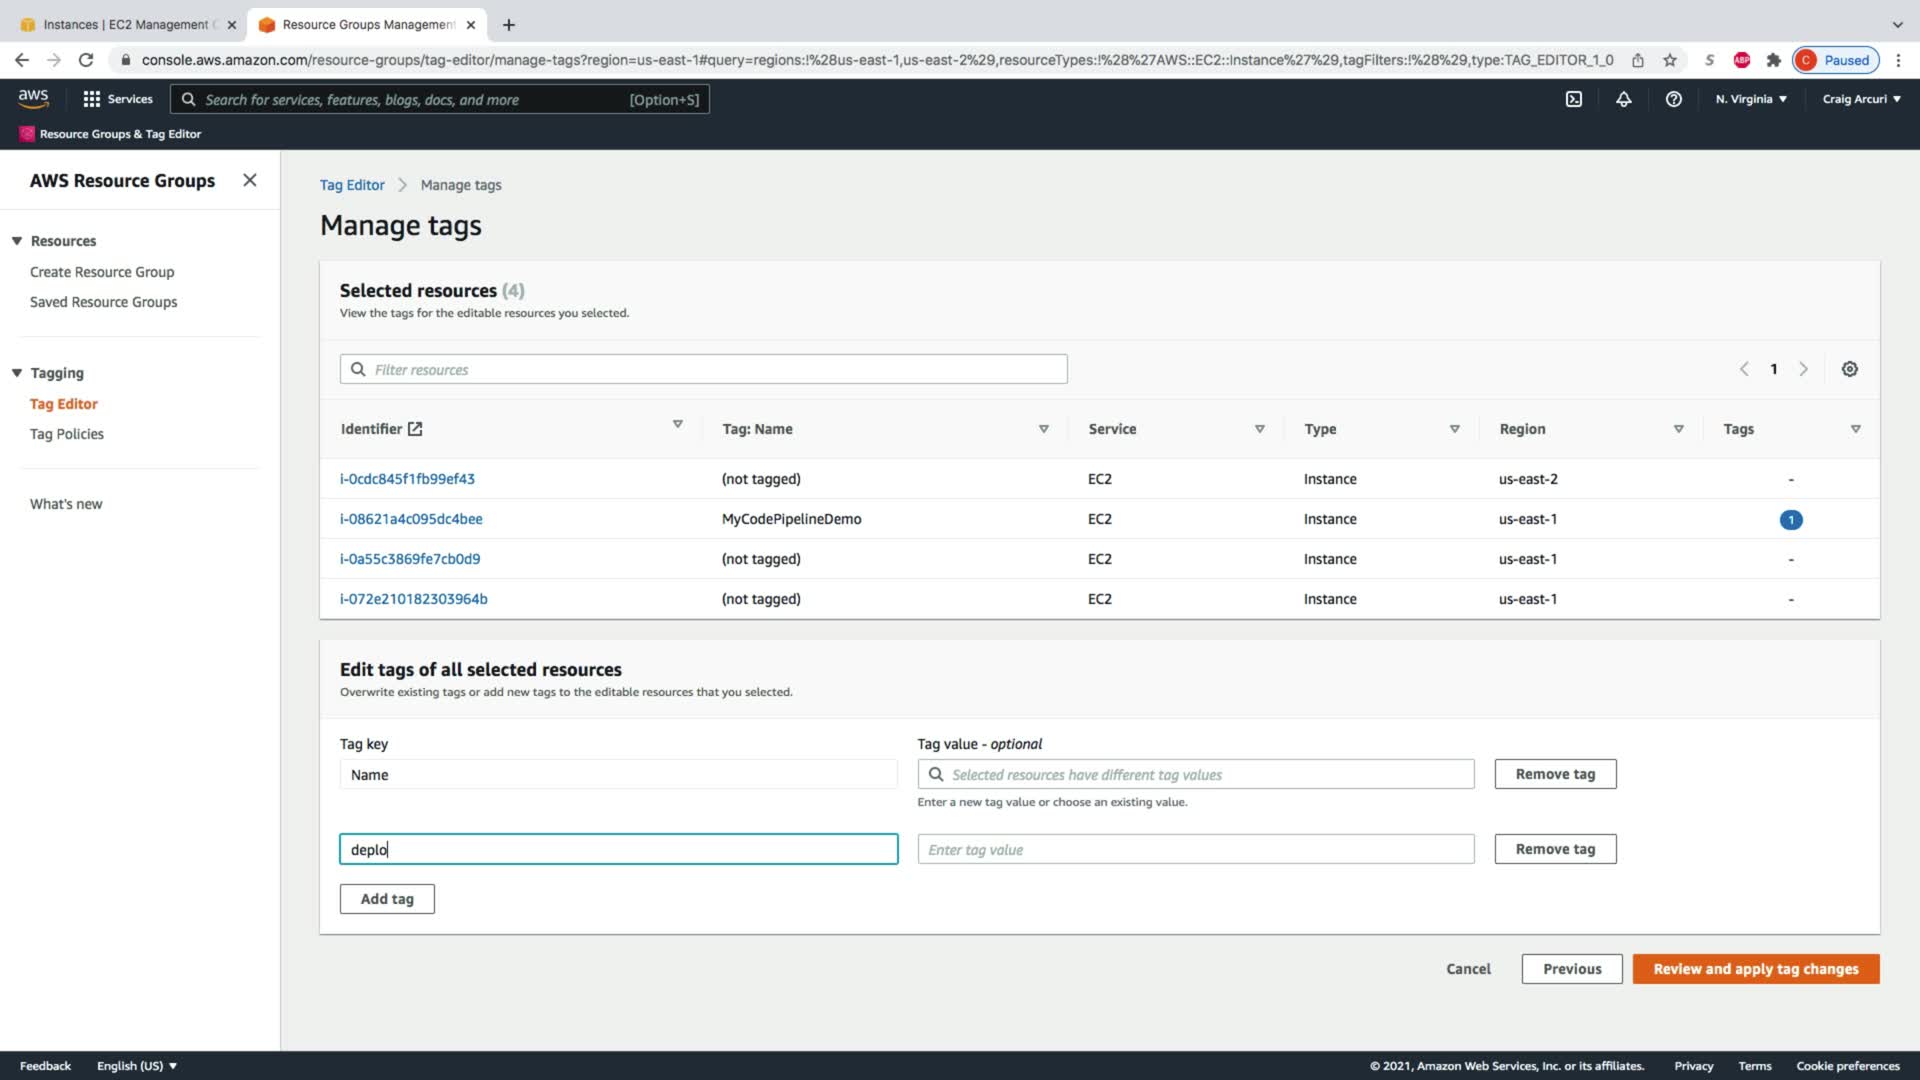 Instances | EC2 Management C
Resource Groups Management
console.aws.amazon.com/resource-groups/tag-editor/manage-tags?region=us-east-1#query=regions:!%28us-east-1,us-east-2%29,resourceTypes:!%28%27AWS::EC2::Instance%27%29,tagFilters:!%28%29,type:TAG_EDITOR_1_0
S
ABP
C
Paused
aws
Services
Search for services, features, blogs, docs, and more
[Option+S]
N. Virginia
Craig Arcuri
Resource Groups & Tag Editor
AWS Resource Groups
Resources
Create Resource Group
Saved Resource Groups
Tagging
Tag Editor
Tag Policies
What's new
Tag Editor > Manage tags
Manage tags
Selected resources (4)
View the tags for the editable resources you selected.
Filter resources
1
Identifier Tag: Name Service Type Region Tags
i-0cdc845f1fb99ef43 (not tagged) EC2 Instance us-east-2 -
i-08621a4c095dc4bee MyCodePipelineDemo EC2 Instance us-east-1 1
i-0a55c3869fe7cb0d9 (not tagged) EC2 Instance us-east-1 -
i-072e210182303964b (not tagged) EC2 Instance us-east-1 -
Edit tags of all selected resources
Overwrite existing tags or add new tags to the editable resources that you selected.
Tag key Tag value - optional
Name Selected resources have different tag values Remove tag
Enter a new tag value or choose an existing value.
deplo Enter tag value Remove tag
Add tag
Cancel Previous Review and apply tag changes
Feedback English (US) © 2021, Amazon Web Services, Inc. or its affiliates. Privacy Terms Cookie preferences